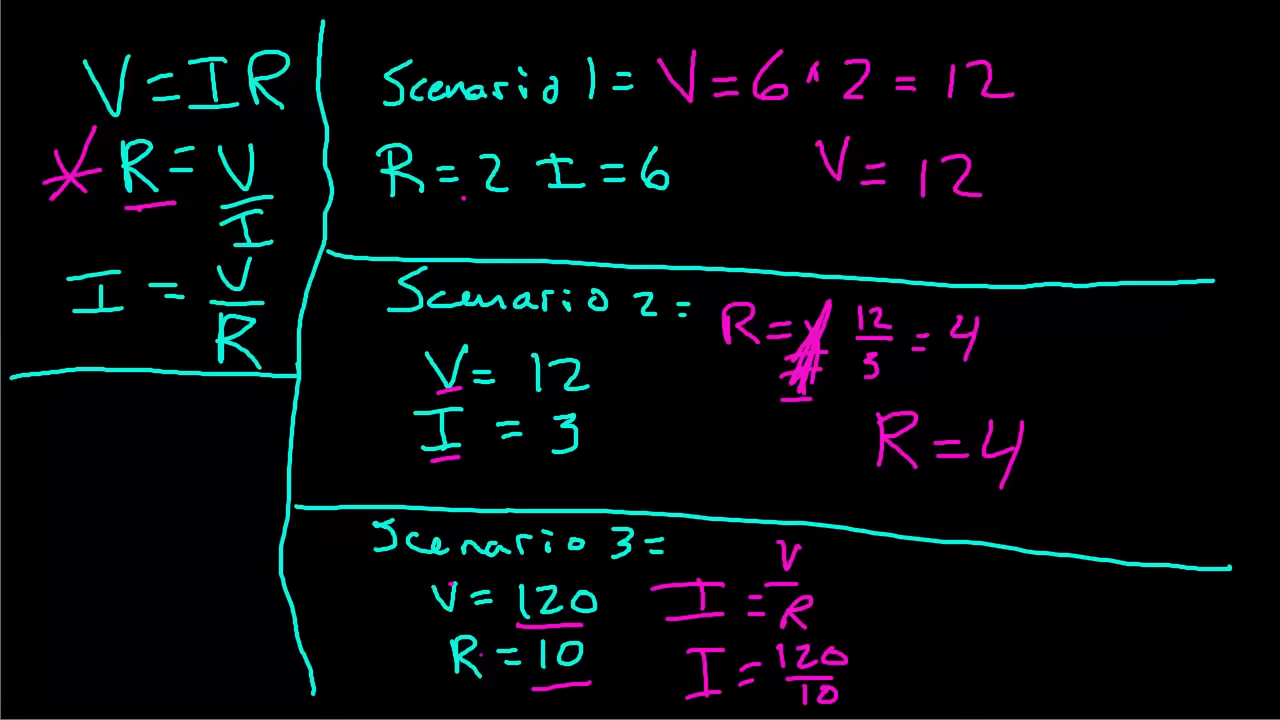 V = IR
* R = V/I
I = V/R
Scenario 1 = V = 6 * 2 = 12
R = 2 I = 6 V = 12
Scenario 2 =
R = 12/3 = 4
V = 12
I = 3
R = 4
Scenario 3 =
V = 120 I = V/R
R = 10 I = 120/10